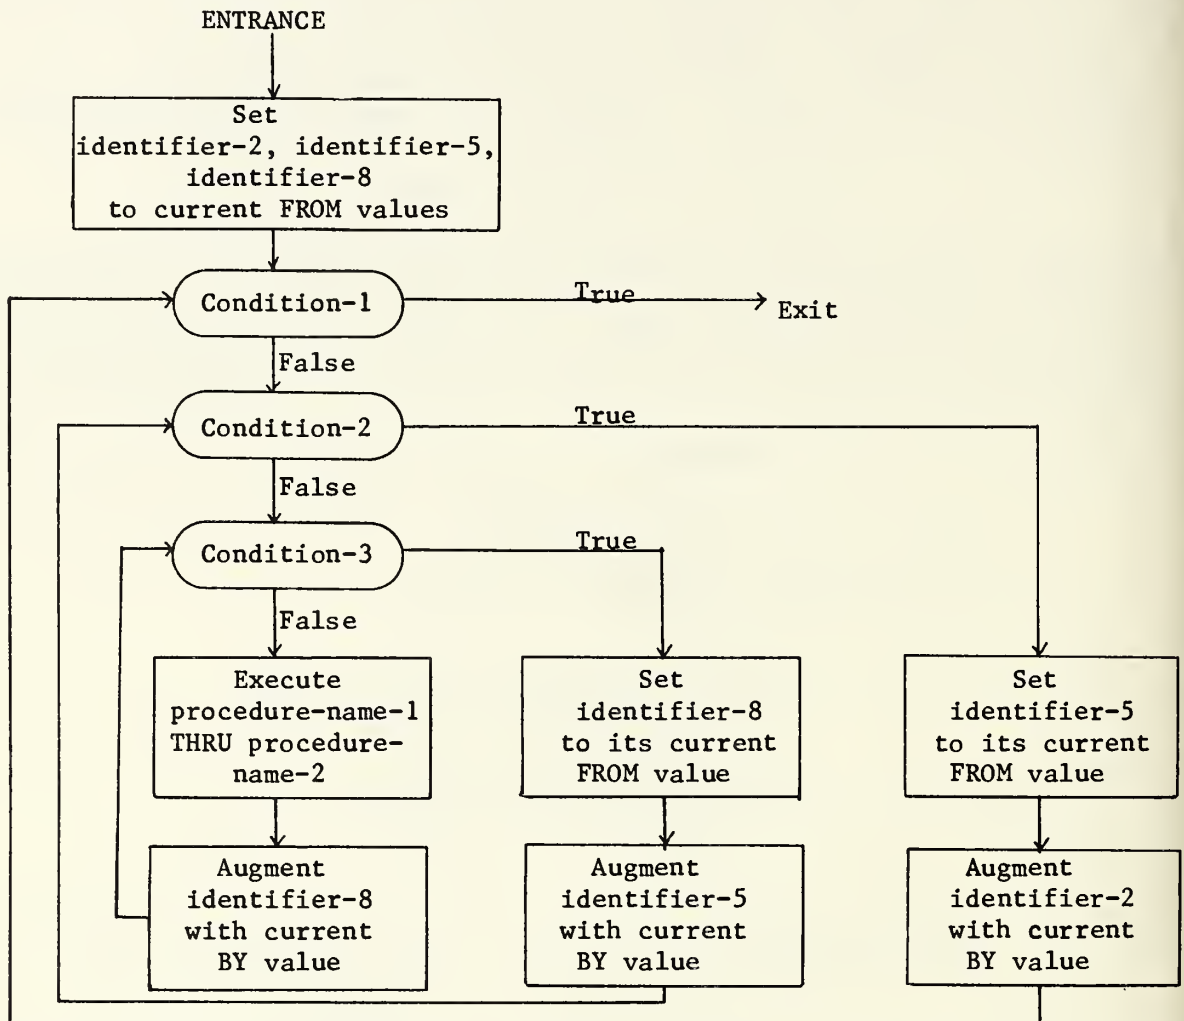 ENTRANCE
Set
identifier-2, identifier-5,
identifier-8
to current FROM values
Condition-1
True
Exit
False
Condition-2
True
False
Condition-3
True
False
Execute
procedure-name-1
THRU procedure-
name-2
Set
identifier-8
to its current
FROM value
Set
identifier-5
to its current
FROM value
Augment
identifier-8
with current
BY value
Augment
identifier-5
with current
BY value
Augment
identifier-2
with current
BY value